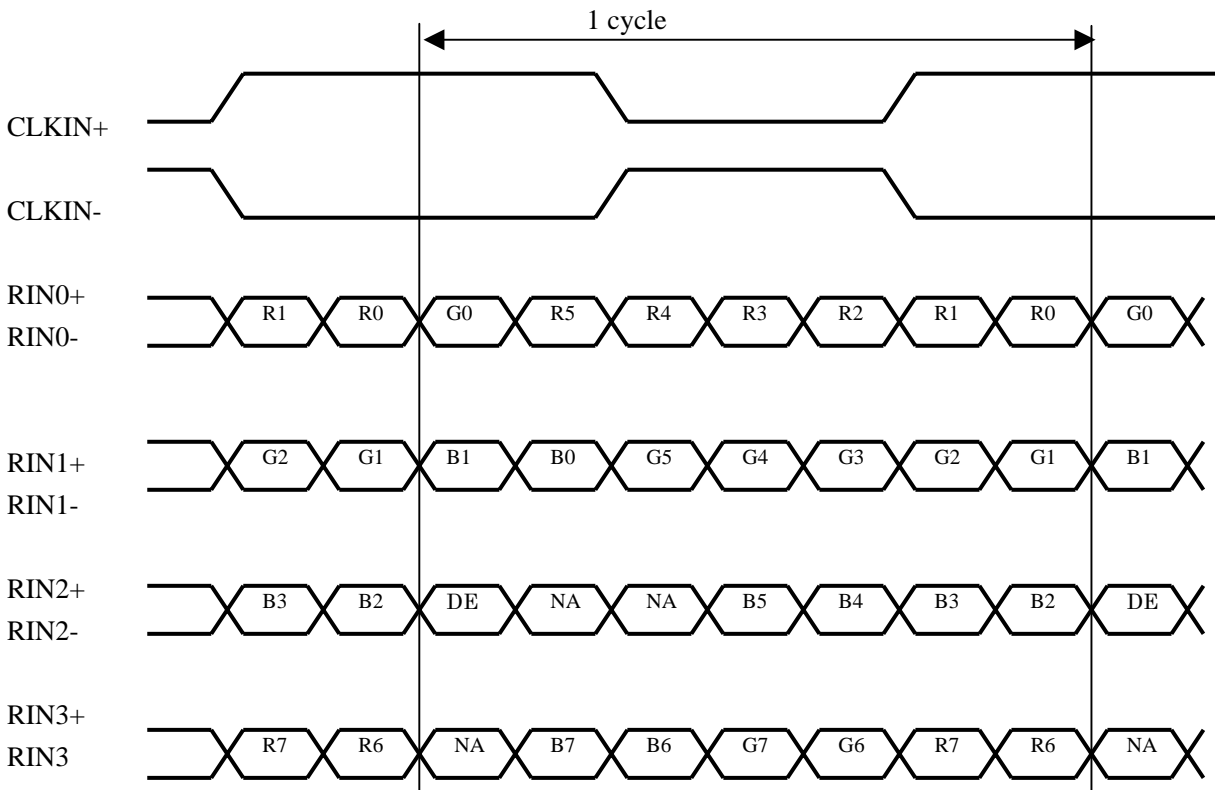 1 cycle
CLKIN+
CLKIN-
RIN0+
R1 R0 G0 R5 R4 R3 R2 R1 R0 G0
RIN0-
RIN1+
G2 G1 B1 B0 G5 G4 G3 G2 G1 B1
RIN1-
RIN2+
B3 B2 DE NA NA B5 B4 B3 B2 DE
RIN2-
RIN3+
R7 R6 NA B7 B6 G7 G6 R7 R6 NA
RIN3